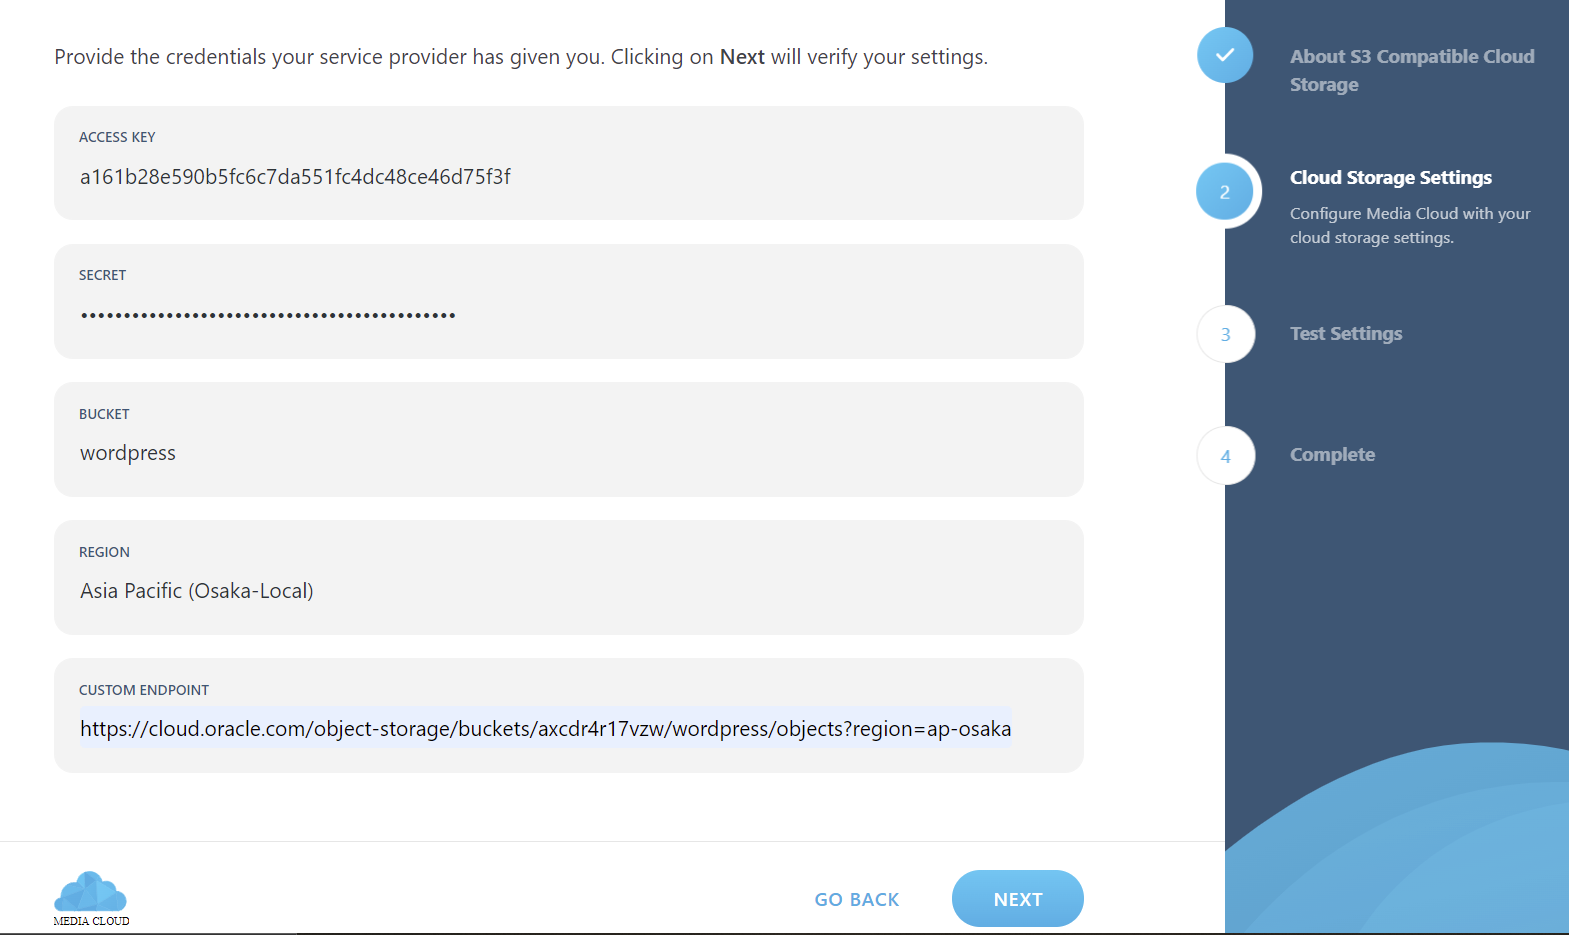 Provide the credentials your service provider has given you. Clicking on Next will verify your settings.
ACCESS KEY
a161b28e590b5fc6c7da551fc4dc48ce46d75f3f
SECRET
••••••••••••••••••••••••••••••••••••••••••••
BUCKET
wordpress
REGION
Asia Pacific (Osaka-Local)
CUSTOM ENDPOINT
https://cloud.oracle.com/object-storage/buckets/axcdr4r17vzw/wordpress/objects?region=ap-osaka
MEDIA CLOUD
GO BACK
NEXT
About S3 Compatible Cloud
Storage
2
Cloud Storage Settings
Configure Media Cloud with your
cloud storage settings.
3
Test Settings
4
Complete